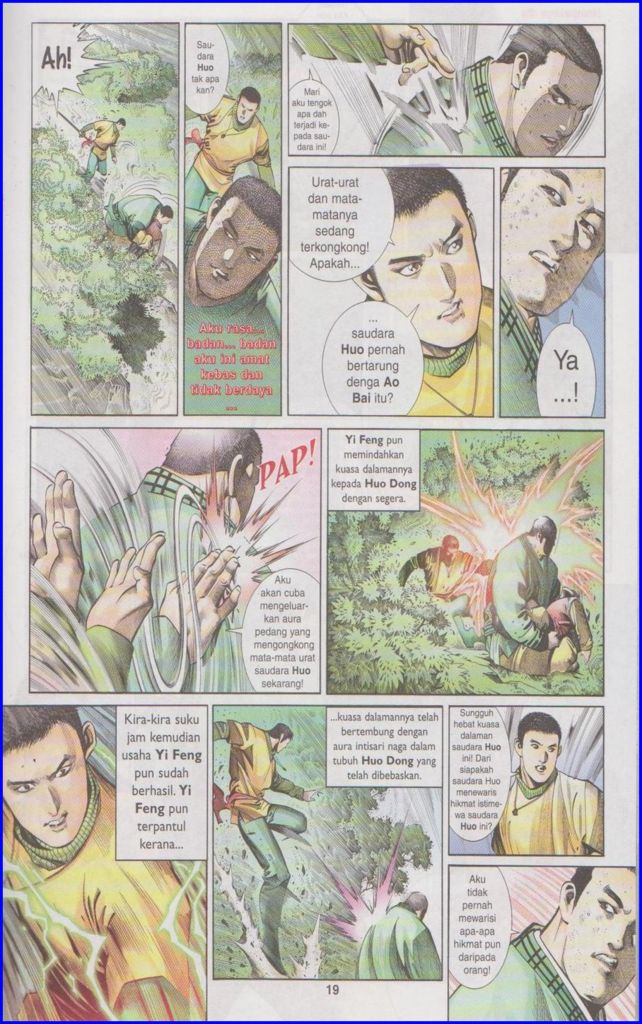 Ah!
Sau-
dara
Huo
tak apa
kan?
Aku rasa...
badan... badan
aku ini amat
kebas dan
tidak berdaya
...
Mari
aku tengok
apa dah
terjadi ke-
pada sau-
dara ini!
Urat-urat
dan mata-
matanya
sedang
terkongkong!
Apakah...
...
saudara
Huo pernah
bertarung
denga Ao
Bai itu?
Ya
...!
PAP!
Aku
akan cuba
mengeluar-
kan aura
pedang yang
mengongkong
mata-mata urat
saudara Huo
sekarang!
Yi Feng pun
memindahkan
kuasa dalamannya
kepada Huo Dong
dengan segera.
Kira-kira suku
jam kemudian
usaha Yi Feng
pun sudah
berhasil. Yi
Feng pun
terpantul
kerana...
...kuasa dalamannya telah
bertembung dengan
aura intisari naga dalam
tubuh Huo Dong yang
telah dibebaskan.
Sungguh
hebat kuasa
dalaman
saudara Huo
ini! Dari
siapakah
saudara Huo
menewaris
hikmat istime-
wa saudara
Huo ini?
Aku
tidak
pernah
mewarisi
apa-apa
hikmat pun
daripada
orang!
19